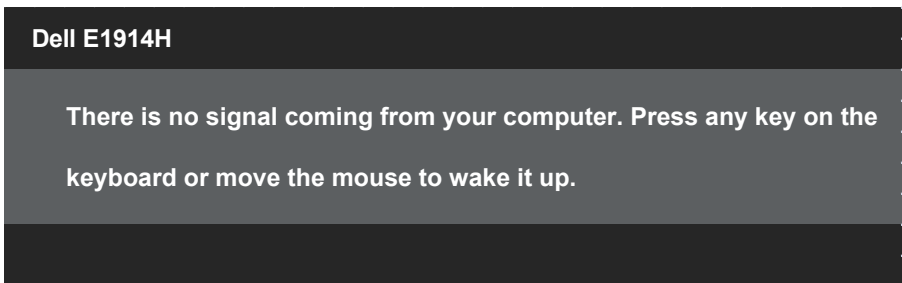 Dell E1914H
There is no signal coming from your computer. Press any key on the
keyboard or move the mouse to wake it up.